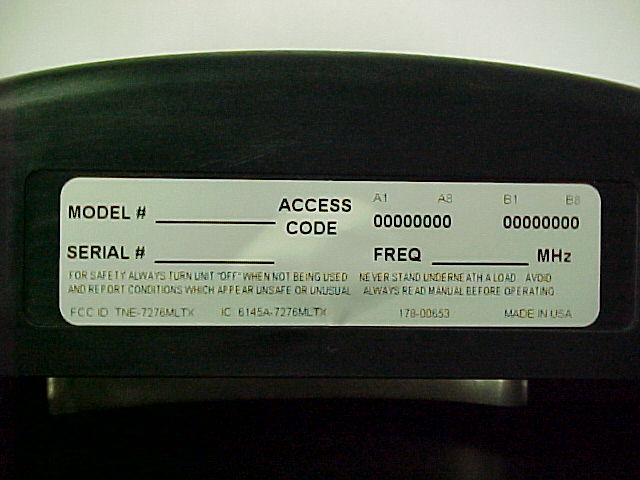 A1 A8 B1 B8
MODEL # ACCESS CODE 00000000 00000000
SERIAL # FREQ MHz
FOR SAFETY ALWAYS TURN UNIT "OFF" WHEN NOT BEING USED NEVER STAND UNDERNEATH A LOAD AVOID
AND REPORT CONDITIONS WHICH APPEAR UNSAFE OR UNUSUAL ALWAYS READ MANUAL BEFORE OPERATING
FCC ID TNE-7276MLTX IC 6145A-7276MLTX 178-00653 MADE IN USA